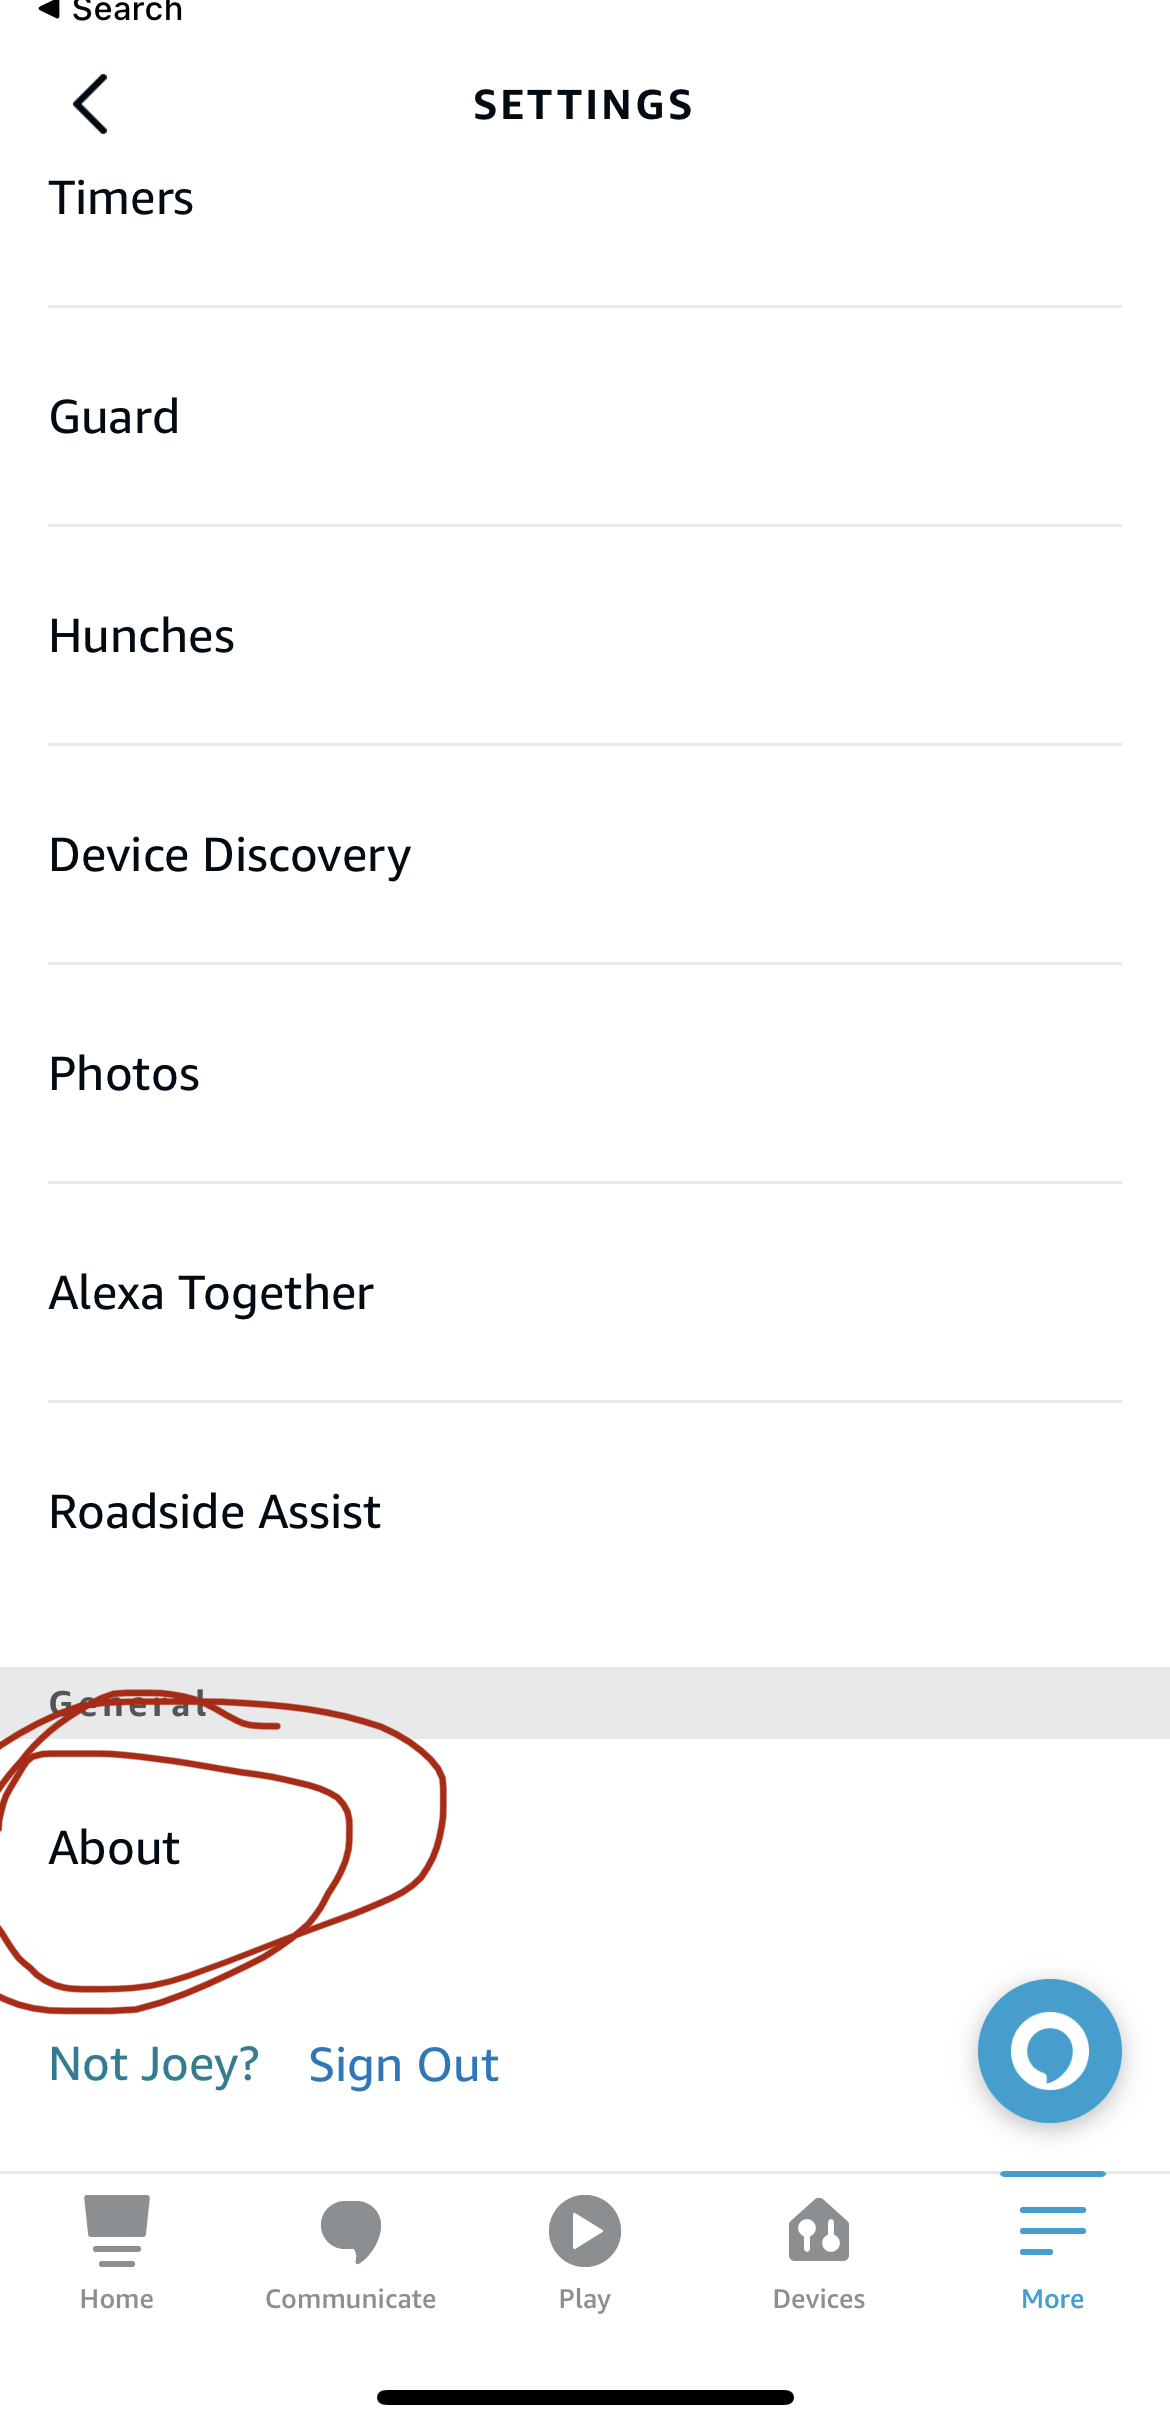 Search
SETTINGS
Timers
Guard
Hunches
Device Discovery
Photos
Alexa Together
Roadside Assist
General
About
Not Joey? Sign Out
Home Communicate Play Devices More